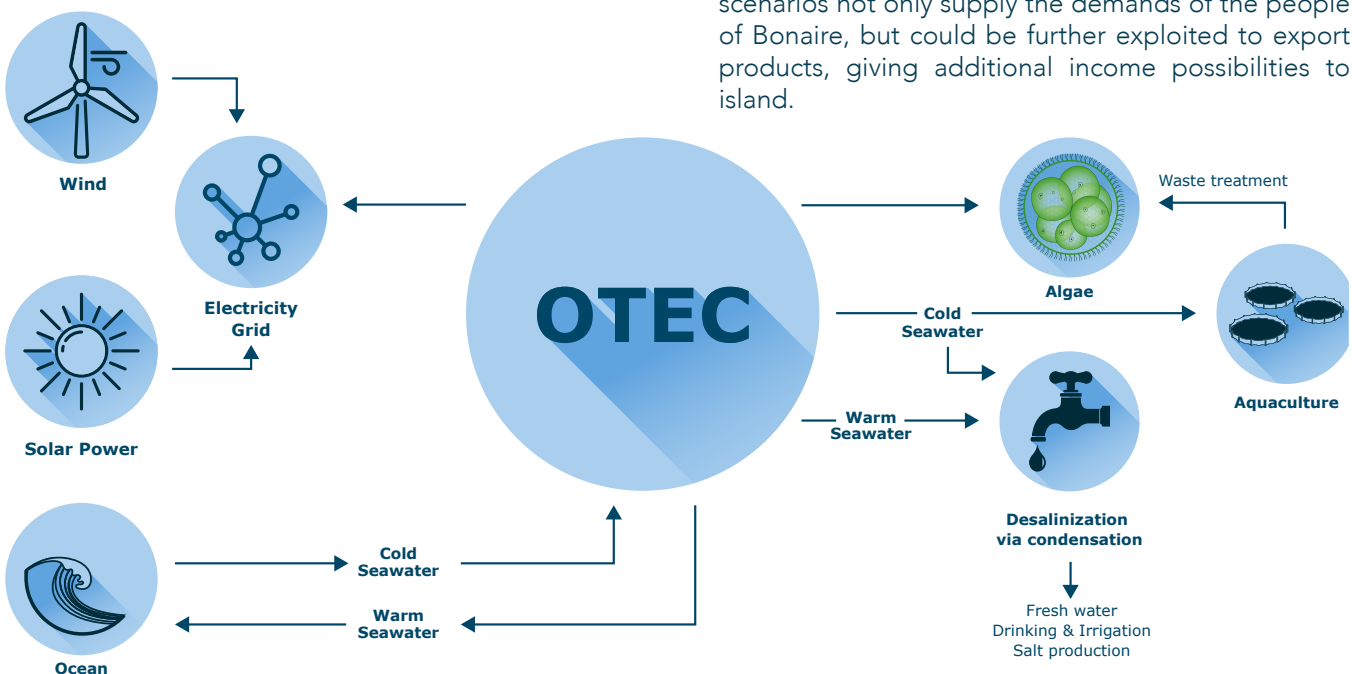 scenarios not only supply the demands of the people
of Bonaire, but could be further exploited to export
products, giving additional income possibilities to
island.
Wind
Electricity
Grid
Solar Power
OTEC
Algae
Waste treatment
Cold
Seawater
Aquaculture
Warm
Seawater
Desalinization
via condensation
Fresh water
Drinking & Irrigation
Salt production
Cold
Seawater
Warm
Seawater
Ocean